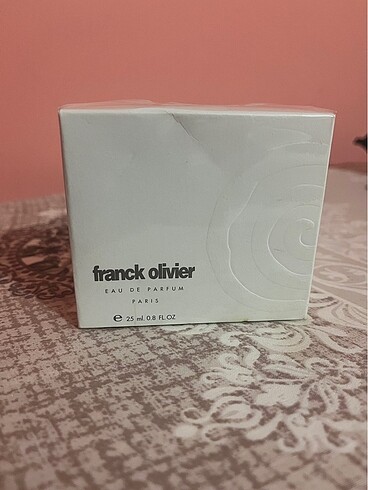 franck olivier
EAU DE PARFUM
PARIS
e 25 ml. 0.8 FL.OZ